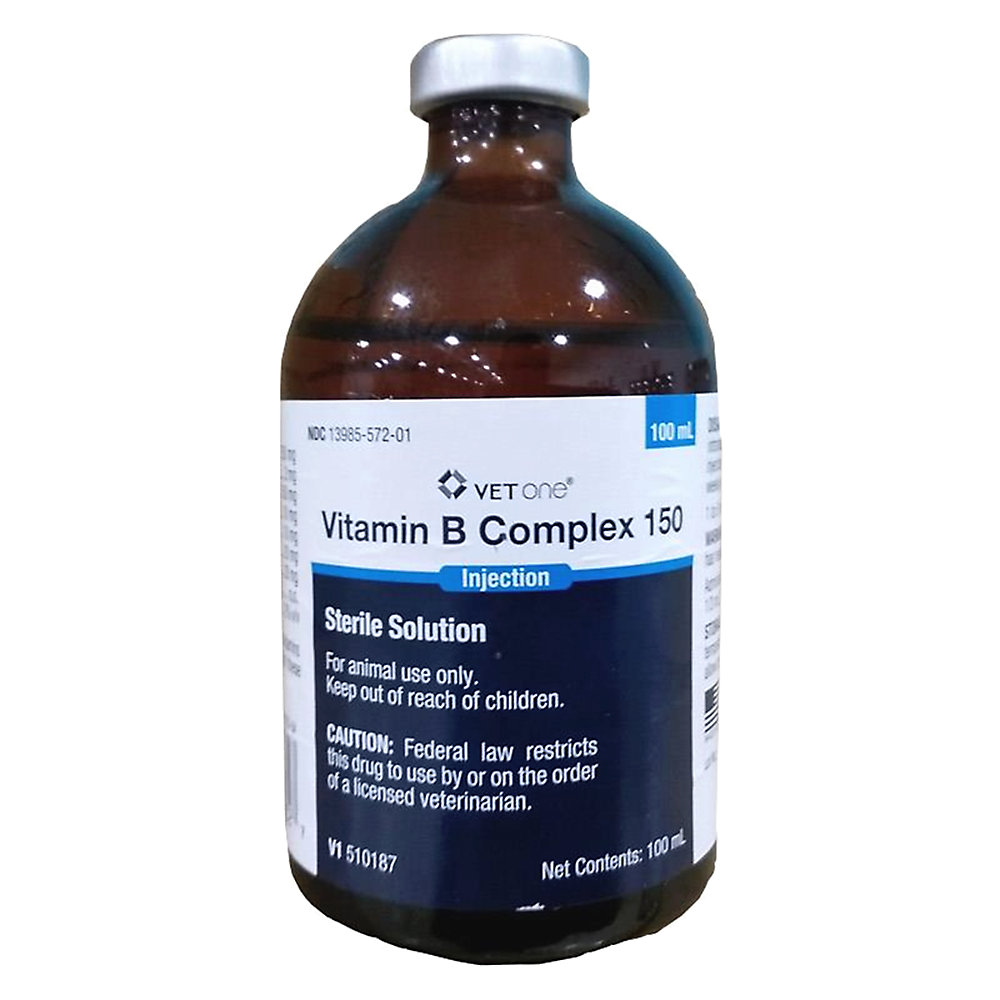 NDC 13985-572-01
100 mL
VET one®
Vitamin B Complex 150
Injection
Sterile Solution
For animal use only.
Keep out of reach of children.
CAUTION: Federal law restricts
this drug to use by or on the order
of a licensed veterinarian.
V1 510187
Net Contents: 100 mL